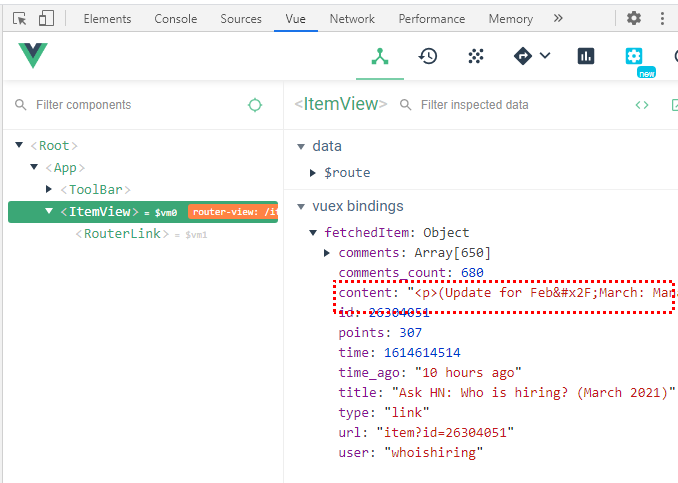 Elements Console Sources Vue Network Performance Memory »
new
Filter components
<ItemView> Filter inspected data <>
<Root>
<App>
<ToolBar>
<ItemView> = $vm0 router-view: /it
<RouterLink> = $vm1
data
$route
vuex bindings
fetchedItem: Object
comments: Array[650]
comments_count: 680
content: "<p>(Update for Feb&#x2F;March: Man
id: 26304051
points: 307
time: 1614614514
time_ago: "10 hours ago"
title: "Ask HN: Who is hiring? (March 2021)"
type: "link"
url: "item?id=26304051"
user: "whoishiring"